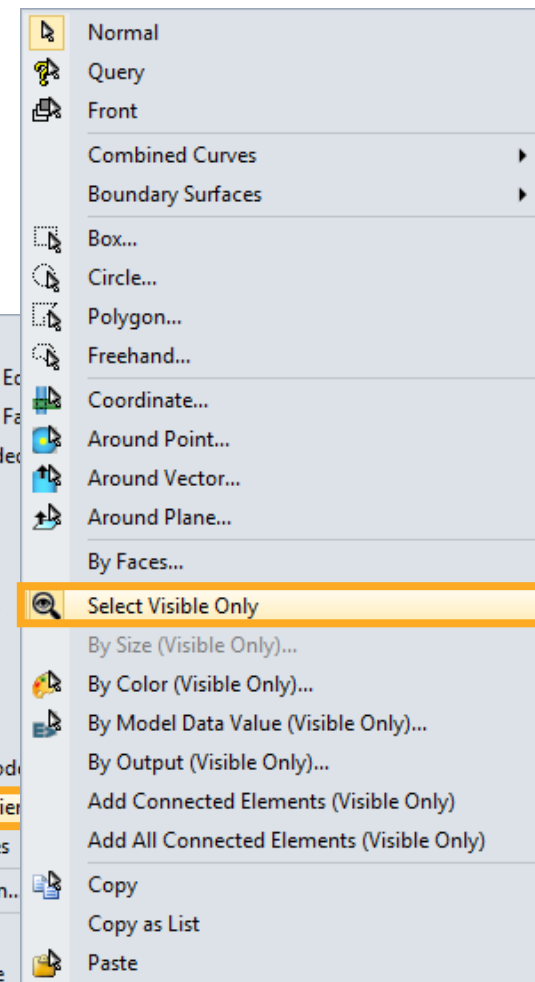 Normal
Query
Front
Combined Curves
Boundary Surfaces
Box...
Circle...
Polygon...
Freehand...
Coordinate...
Around Point...
Around Vector...
Around Plane...
By Faces...
Select Visible Only
By Size (Visible Only)...
By Color (Visible Only)...
By Model Data Value (Visible Only)...
By Output (Visible Only)...
Add Connected Elements (Visible Only)
Add All Connected Elements (Visible Only)
Copy
Copy as List
Paste